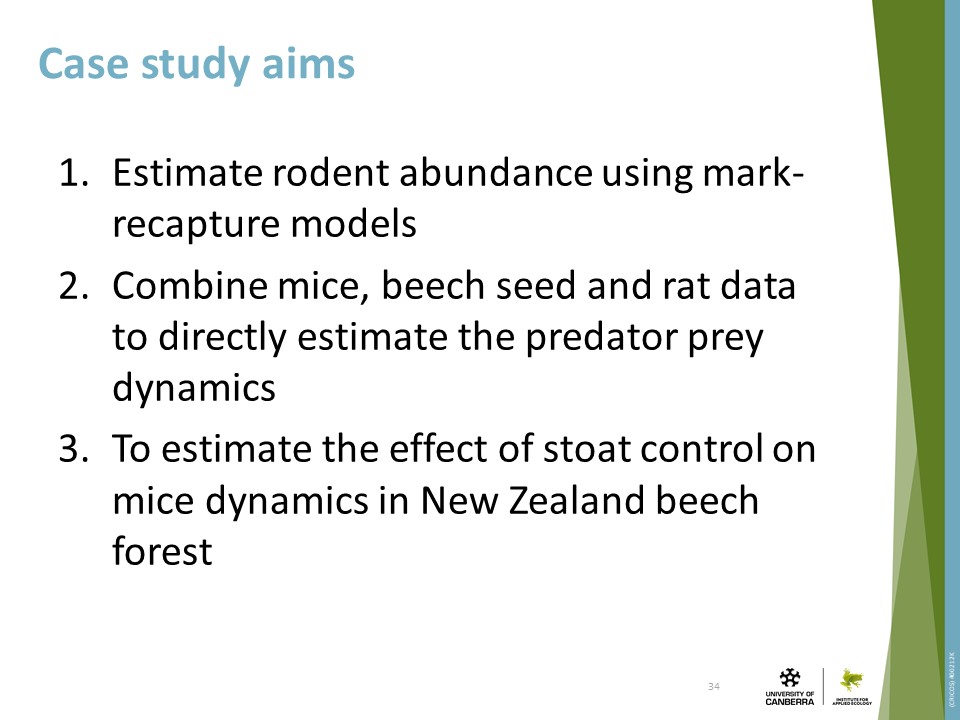 Case study aims
1. Estimate rodent abundance using mark-
recapture models
2. Combine mice, beech seed and rat data
to directly estimate the predator prey
dynamics
3. To estimate the effect of stoat control on
mice dynamics in New Zealand beech
forest
34
UNIVERSITY OF
CANBERRA
INSTITUTE FOR
APPLIED ECOLOGY